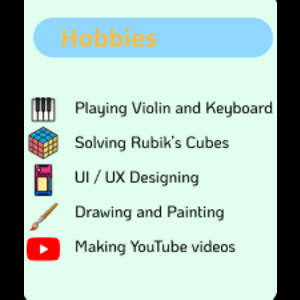 Hobbies
Playing Violin and Keyboard
Solving Rubik's Cubes
UI / UX Designing
Drawing and Painting
Making YouTube videos